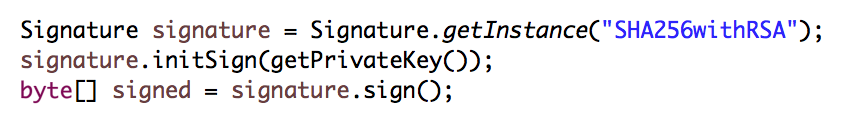 Signature signature = Signature.getInstance("SHA256withRSA");
signature.initSign(getPrivateKey());
byte[] signed = signature.sign();